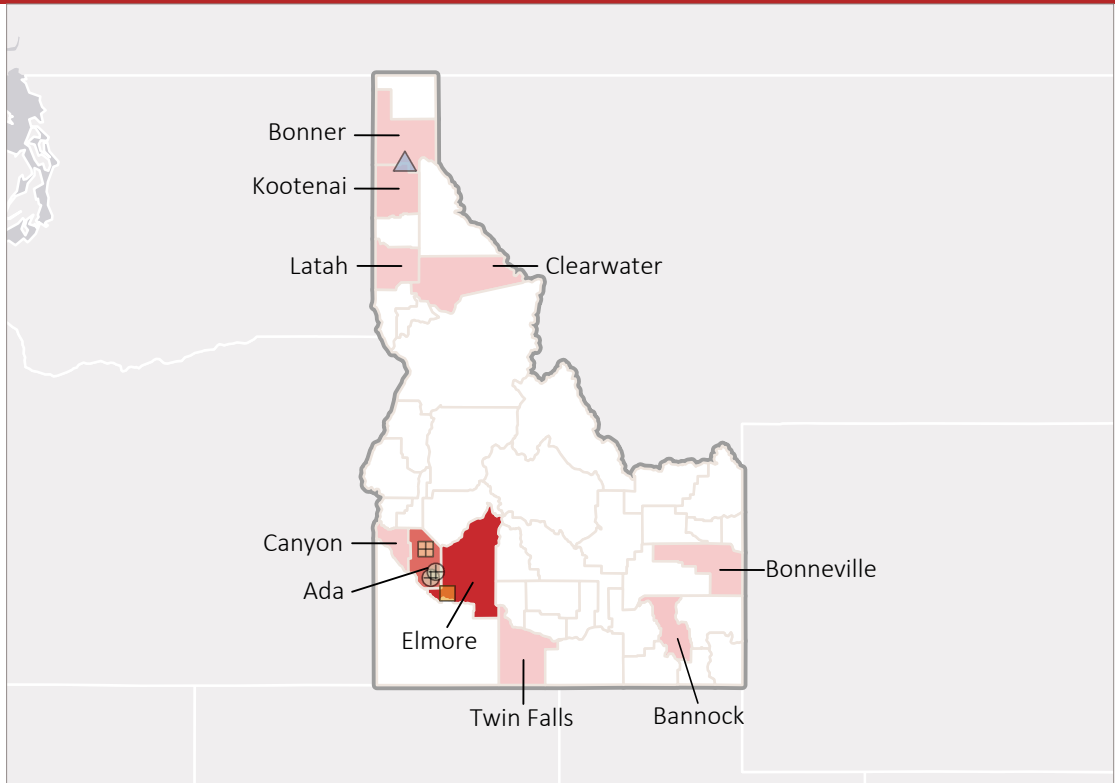 Bonner
Kootenai
Latah
Clearwater
Canyon
Ada
Bonneville
Elmore
Twin Falls
Bannock